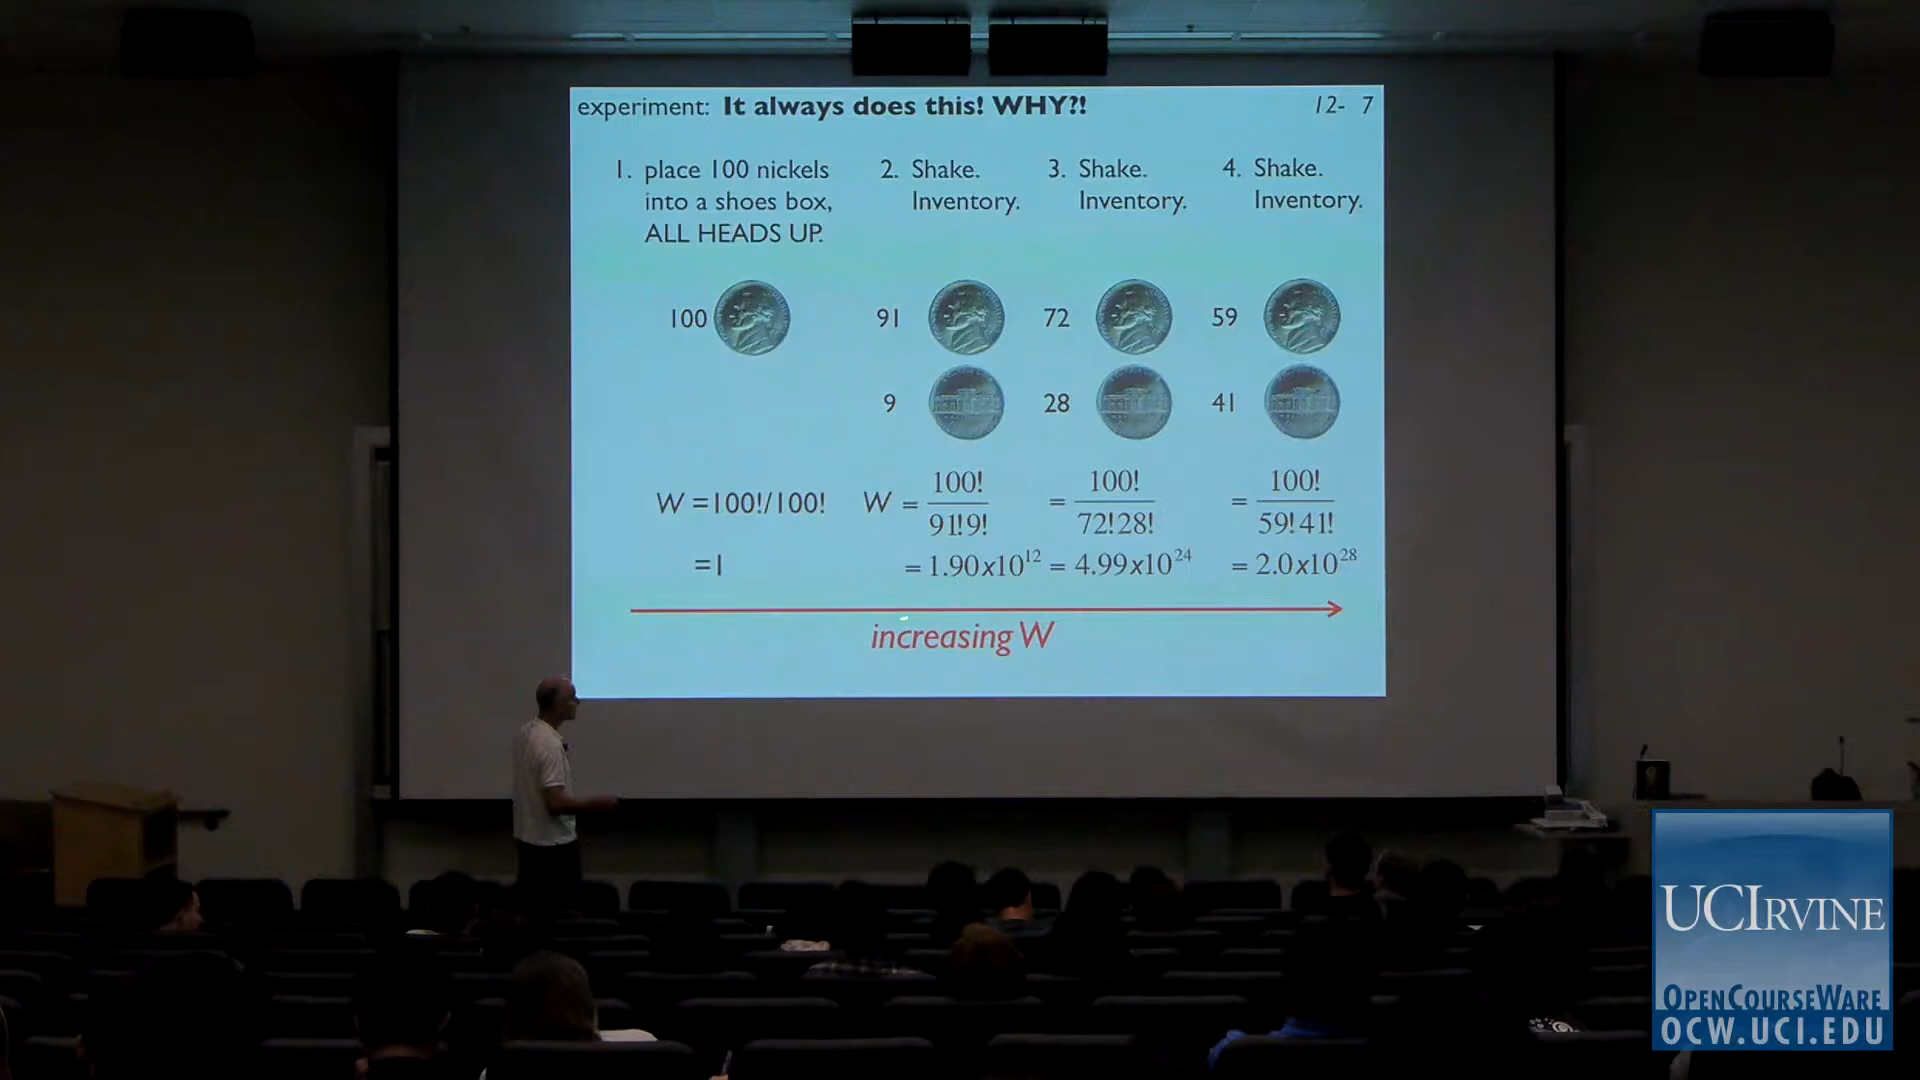 experiment: It always does this! WHY?!
12- 7
1. place 100 nickels
into a shoes box,
ALL HEADS UP.
2. Shake.
Inventory.
3. Shake.
Inventory.
4. Shake.
Inventory.
100
91
72
59
9
28
41
W =100!/100!
=1
W = 100!
91!9!
= 1.90x10¹²
= 100!
72!28!
= 4.99x10²⁴
= 100!
59!41!
= 2.0x10²⁸
increasing W
UCIRVINE
OPENCOURSEWARE
OCW.UCI.EDU